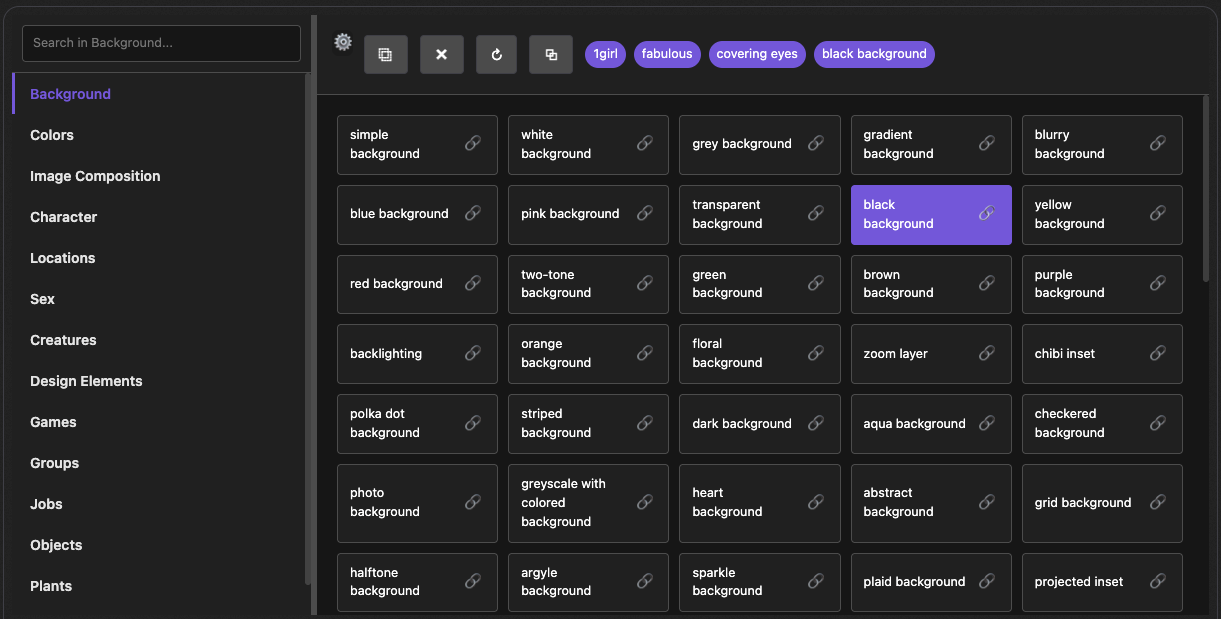 Search in Background...
Background
Colors
Image Composition
Character
Locations
Sex
Creatures
Design Elements
Games
Groups
Jobs
Objects
Plants
1girl
fabulous
covering eyes
black background
simple
background
white
background
grey background
gradient
background
blurry
background
blue background
pink background
transparent
background
black
background
yellow
background
red background
two-tone
background
green
background
brown
background
purple
background
backlighting
orange
background
floral
background
zoom layer
chibi inset
polka dot
background
striped
background
dark background
aqua background
checkered
background
photo
background
greyscale with
colored
background
heart
background
abstract
background
grid background
halftone
background
argyle
background
sparkle
background
plaid background
projected inset